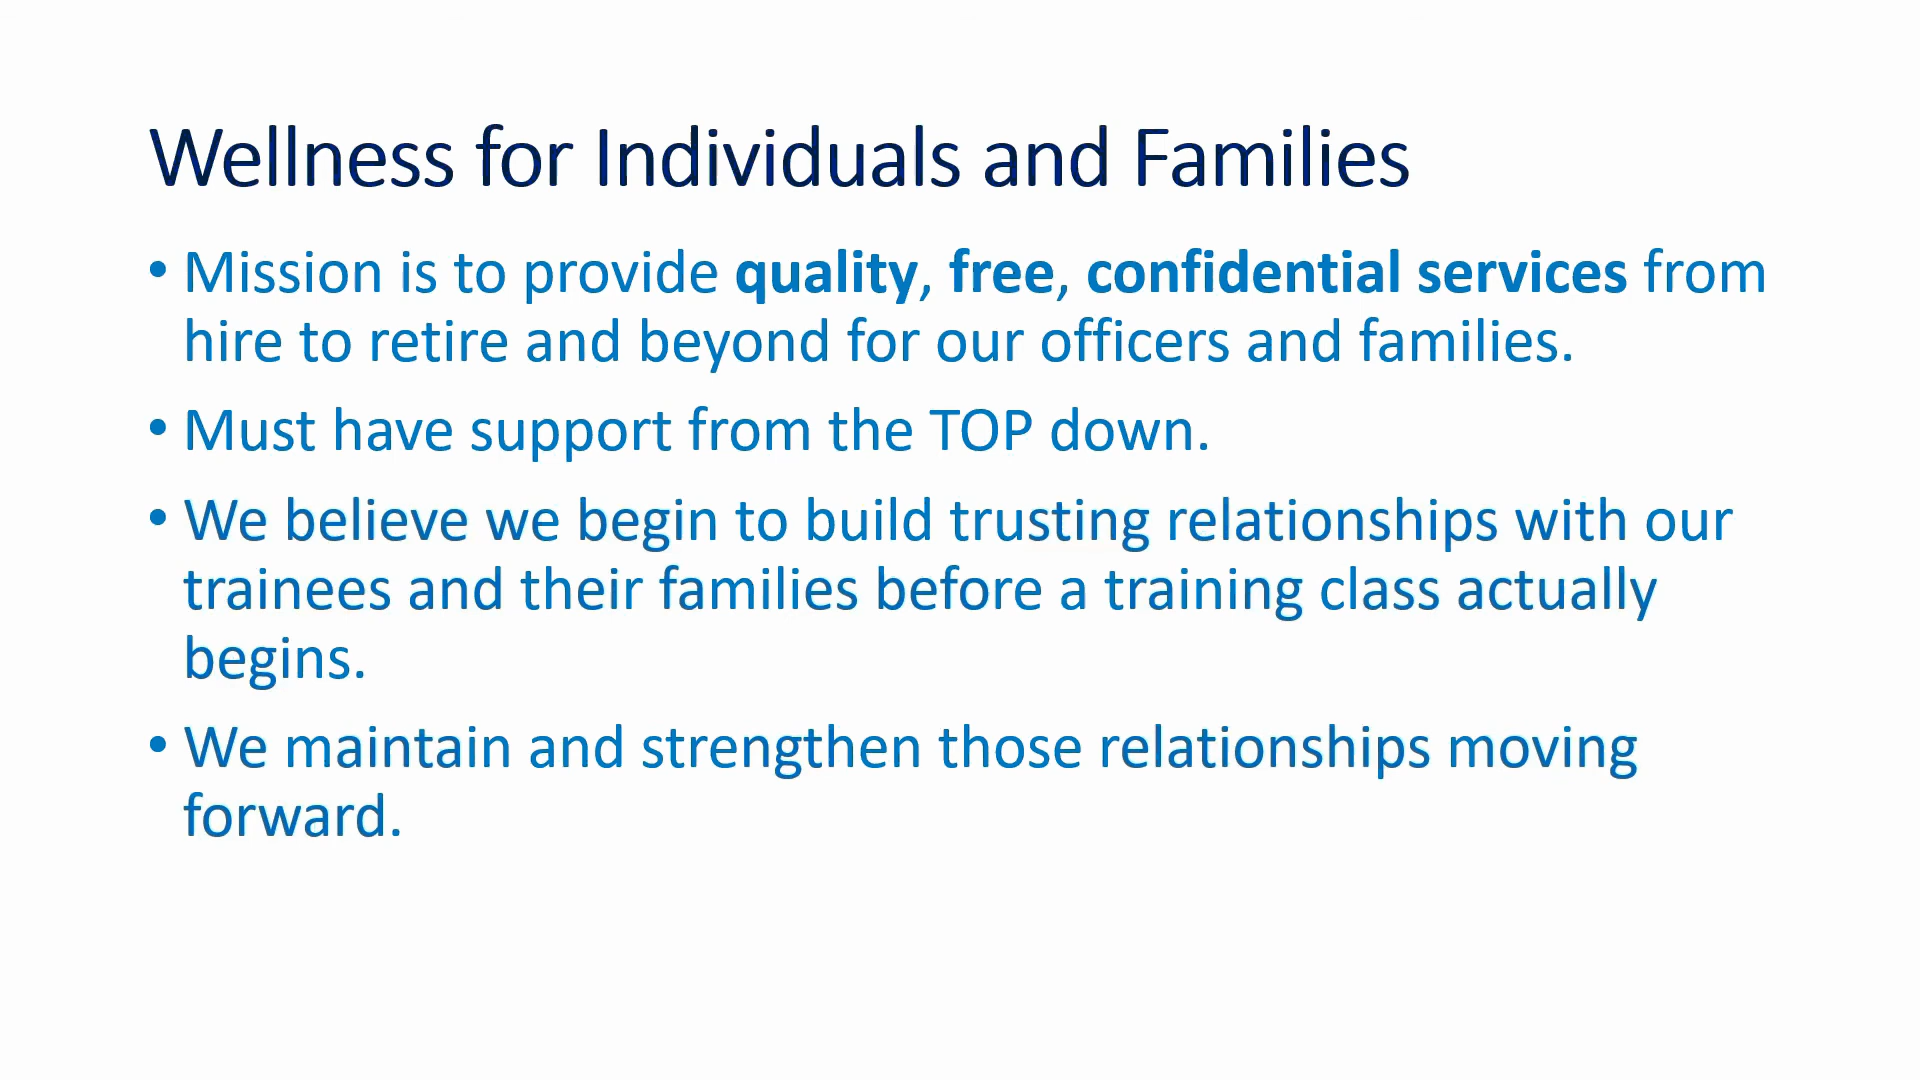 Wellness for Individuals and Families
• Mission is to provide quality, free, confidential services from
hire to retire and beyond for our officers and families.
• Must have support from the TOP down.
• We believe we begin to build trusting relationships with our
trainees and their families before a training class actually
begins.
• We maintain and strengthen those relationships moving
forward.